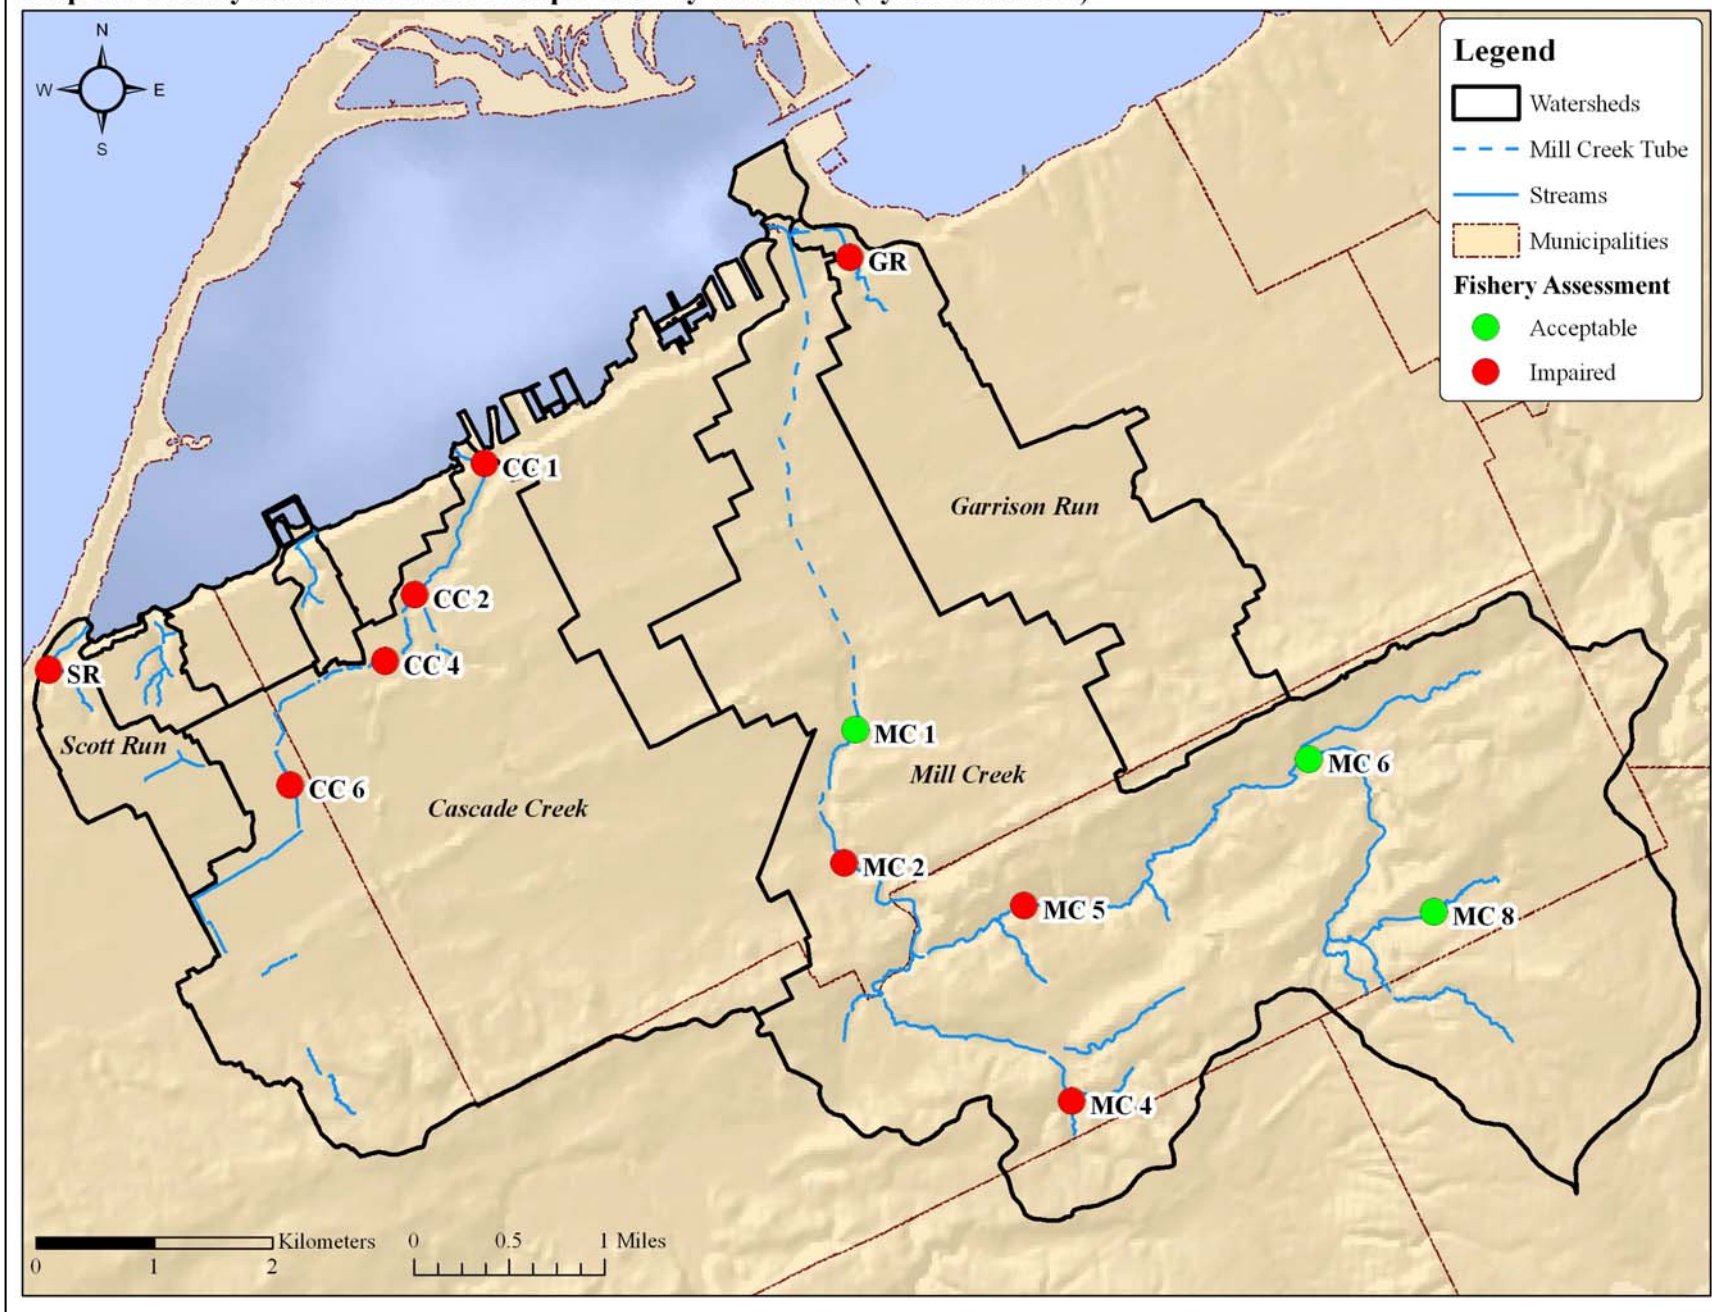 N
W E
S
Legend
Watersheds
Mill Creek Tube
Streams
Municipalities
Fishery Assessment
Acceptable
Impaired
GR
CC 1
Garrison Run
CC 2
CC 4
SR
Scott Run
MC 1
Mill Creek
MC 6
CC 6
Cascade Creek
MC 2
MC 5
MC 8
MC 4
Kilometers
0 1 2
0 0.5 1 Miles